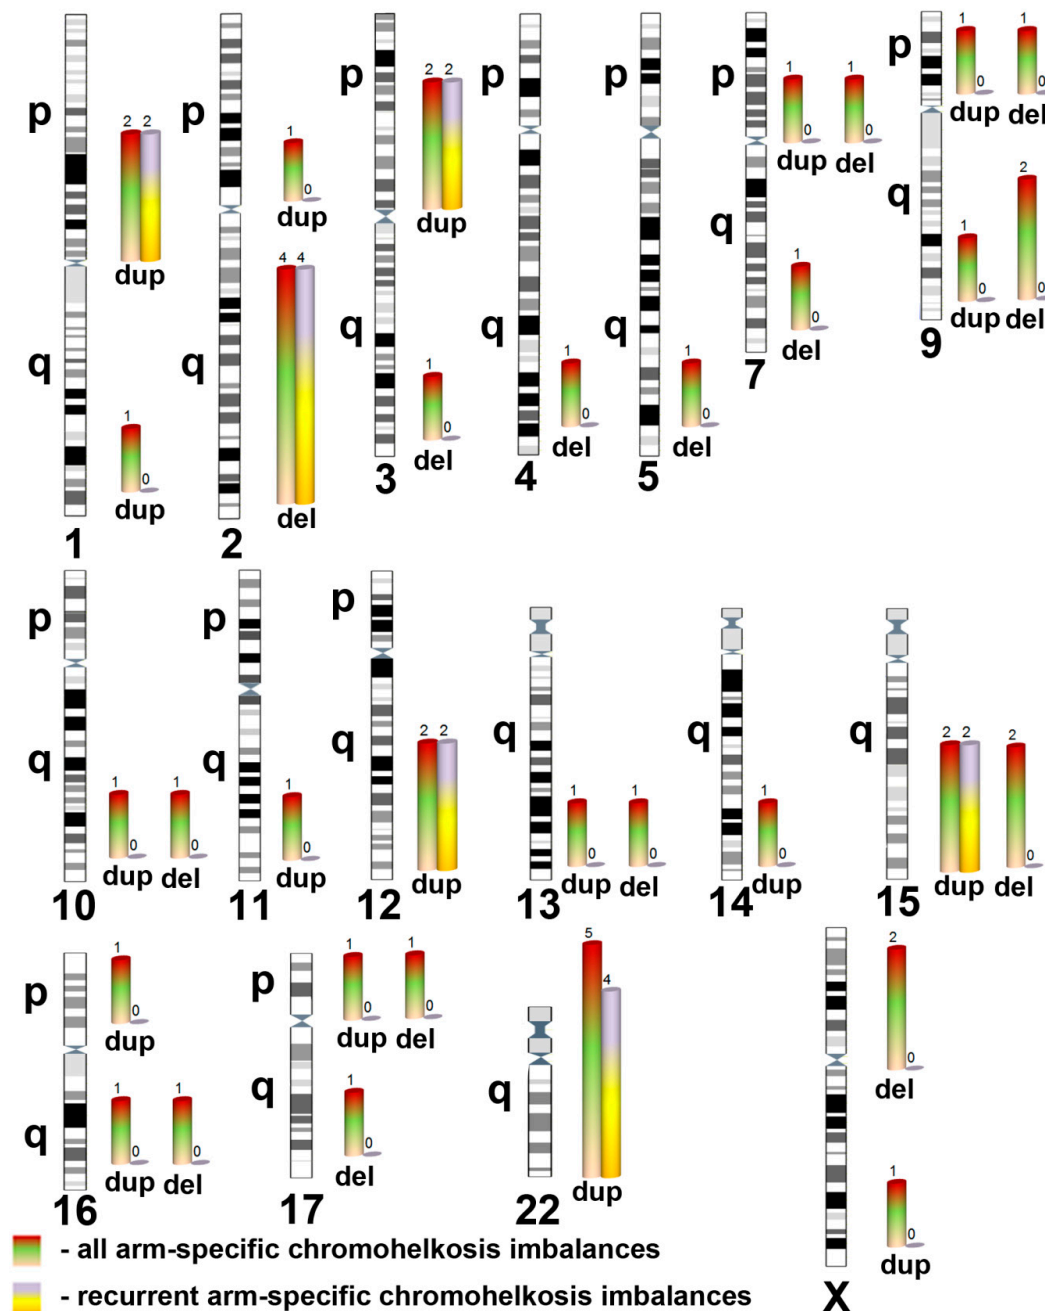 p
2 2
dup
q
1
0
dup
1
p
1
0
dup
q
4 4
del
2
p
2 2
dup
q
1
0
del
3
p
q
1
0
del
4
p
q
1
0
del
5
p
1
0
dup
1
0
del
q
1
0
del
7
p
1
0
dup
1
0
del
q
1
0
dup
2
0
del
9
p
q
1
0
dup
1
0
del
10
p
q
1
0
dup
11
p
q
2 2
dup
12
q
1
0
dup
1
0
del
13
q
1
0
dup
14
q
2 2
dup
2
0
del
15
p
1
0
dup
q
1
0
dup
1
0
del
16
p
1
0
dup
1
0
del
q
1
0
del
17
q
5
4
dup
22
2
0
del
1
0
dup
X
- all arm-specific chromohelkosis imbalances
- recurrent arm-specific chromohelkosis imbalances